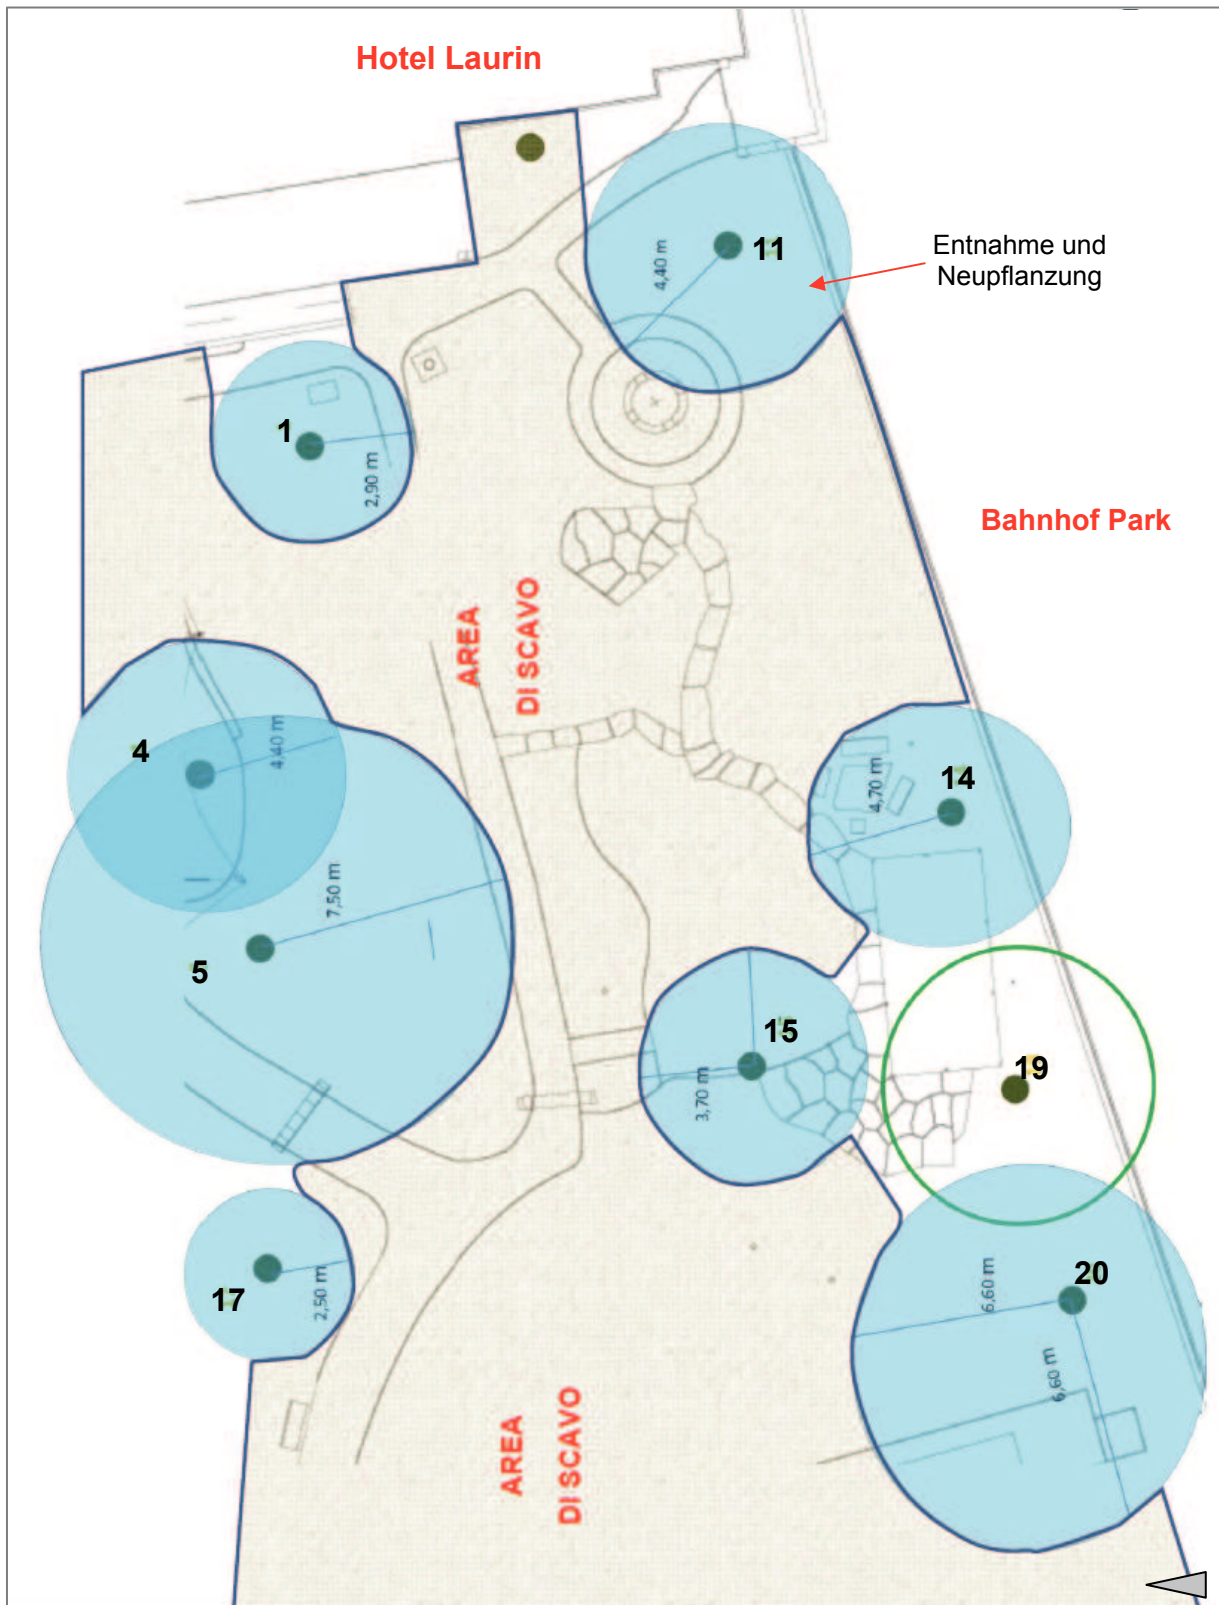 Hotel Laurin
11
4,40 m
Entnahme und
Neupflanzung
1
2,90 m
Bahnhof Park
AREA
DI SCAVO
4
4,40 m
14
4,70 m
7,50 m
5
15
3,70 m
19
17
2,50 m
20
6,60 m
6,60 m
AREA
DI SCAVO